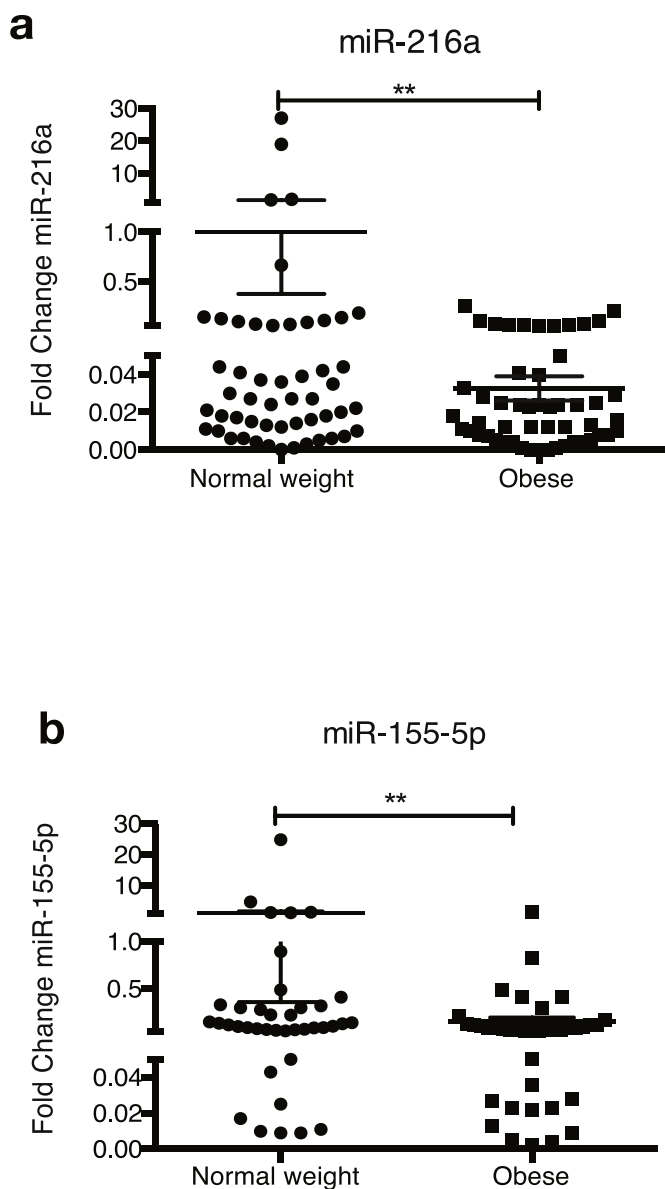 a
miR-216a
**
Fold Change miR-216a
30
20
10
1.0
0.5
0.04
0.02
0.00
Normal weight
Obese
b
miR-155-5p
**
Fold Change miR-155-5p
30
20
10
1.0
0.5
0.04
0.02
0.00
Normal weight
Obese